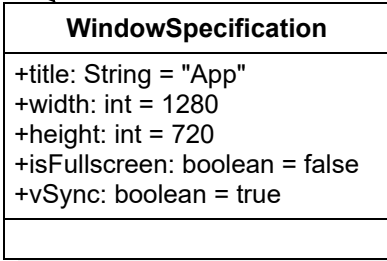 WindowSpecification
+title: String = "App"
+width: int = 1280
+height: int = 720
+isFullscreen: boolean = false
+vSync: boolean = true